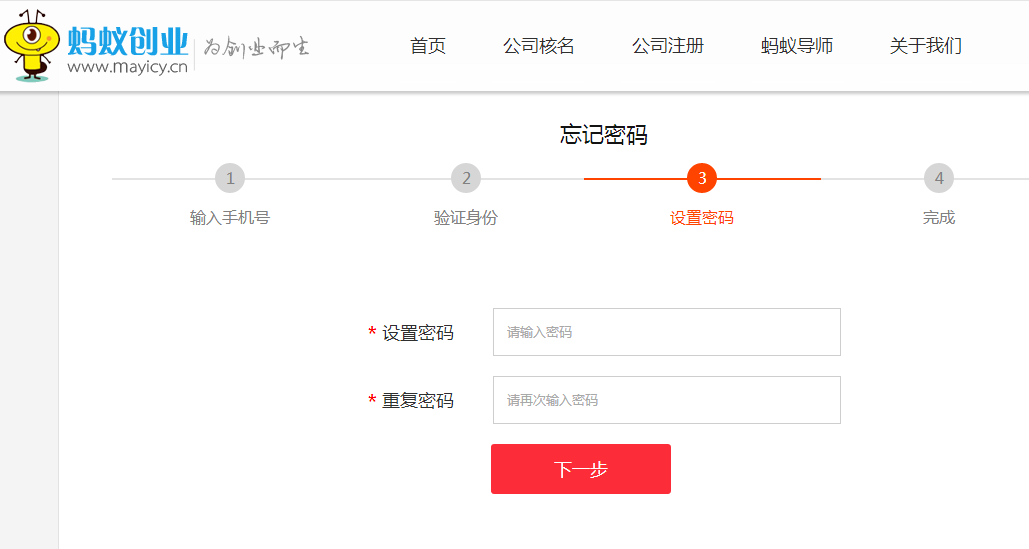 蚂蚁创业
www.mayicy.cn
为创业而生
首页 公司核名 公司注册 蚂蚁导师 关于我们
忘记密码
1 2 3 4
输入手机号 验证身份 设置密码 完成
* 设置密码 请输入密码
* 重复密码 请再次输入密码
下一步